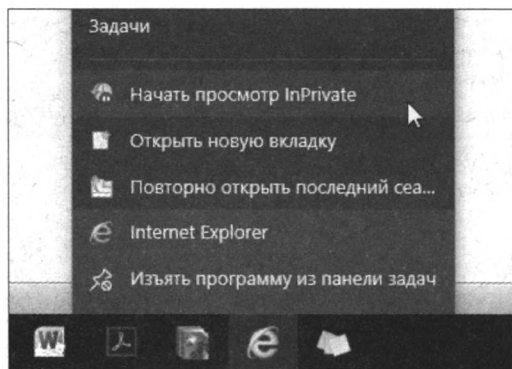 Задачи
Начать просмотр InPrivate
Открыть новую вкладку
Повторно открыть последний сеа...
Internet Explorer
Изъять программу из панели задач